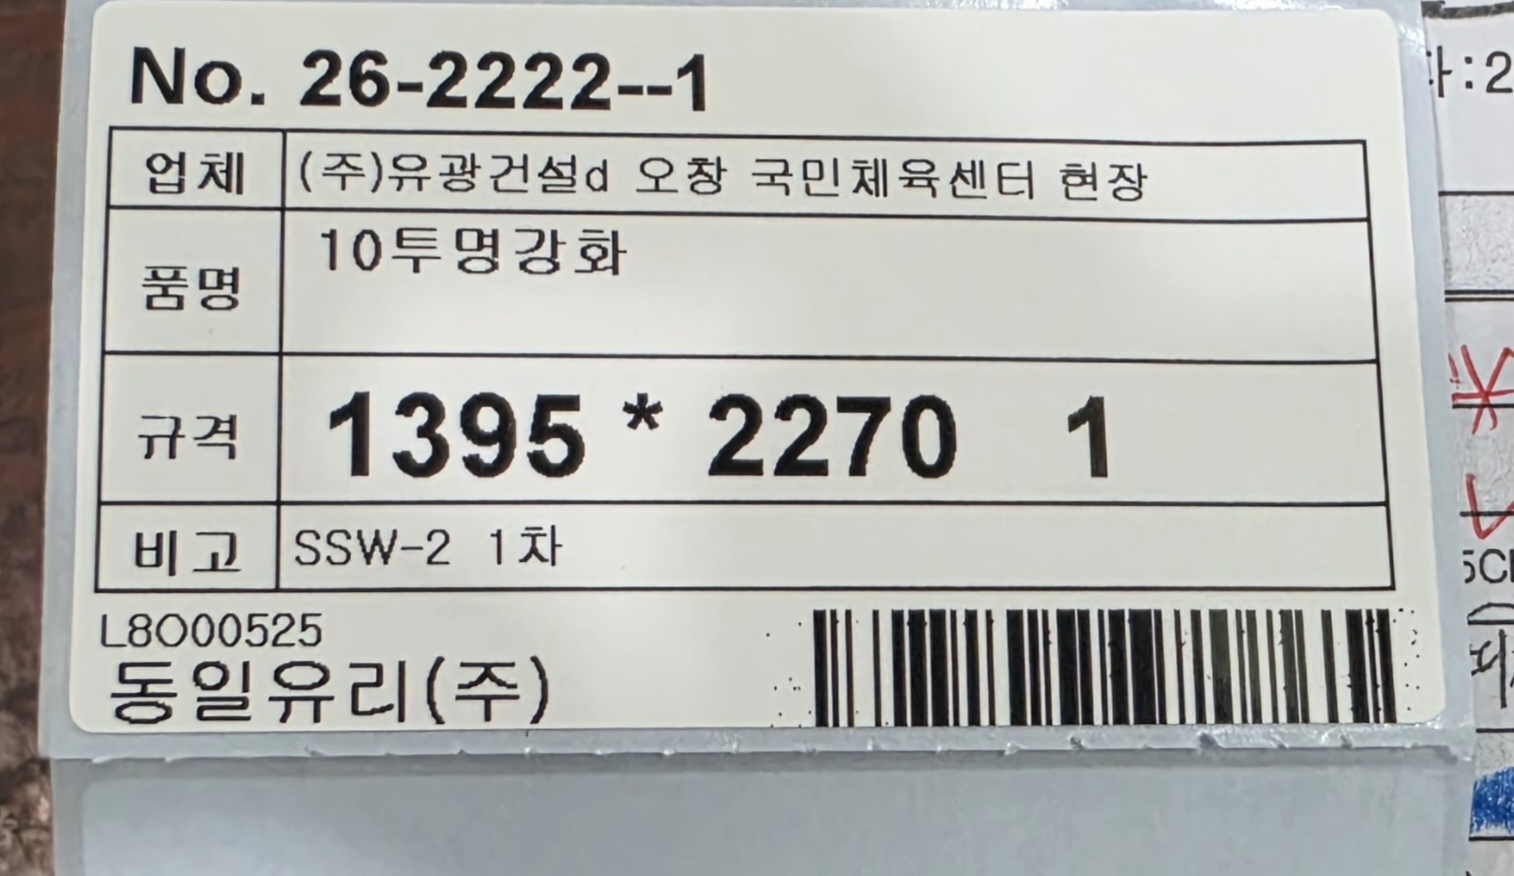 No. 26-2222--1
업체 (주)유광건설d 오창 국민체육센터 현장
품명 10투명강화
규격 1395 * 2270 1
비고 SSW-2 1차
L8O00525
동일유리(주)
:2